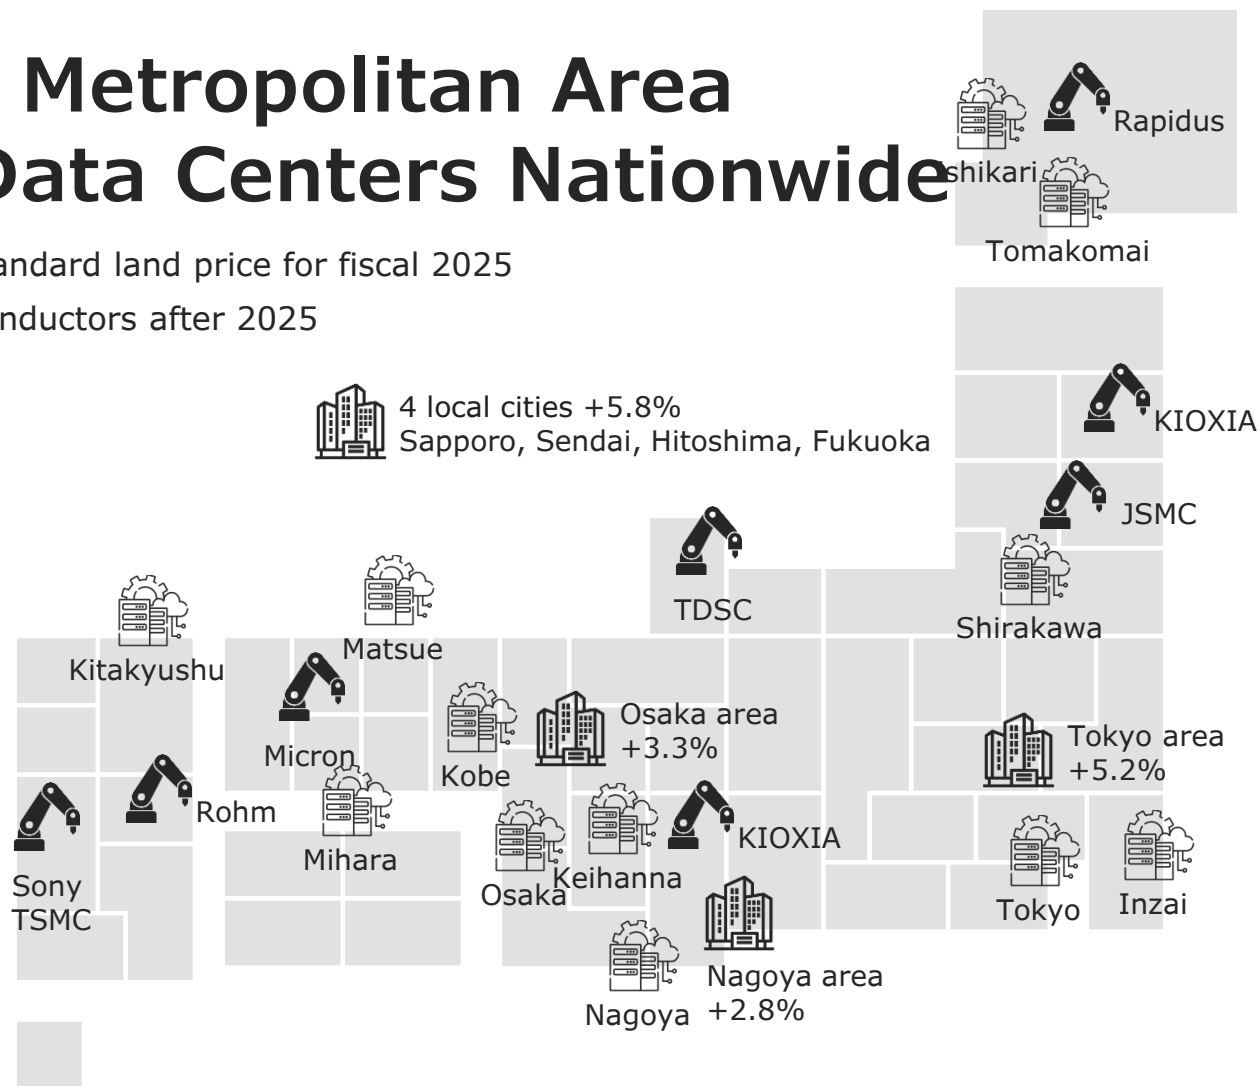 Metropolitan Area
Data Centers Nationwide
andard land price for fiscal 2025
nductors after 2025
Rapidus
shikari
Tomakomai
4 local cities +5.8%
Sapporo, Sendai, Hitoshima, Fukuoka
KIOXIA
JSMC
TDSC
Shirakawa
Matsue
Kitakyushu
Osaka area
+3.3%
Tokyo area
+5.2%
Micron
Kobe
Rohm
KIOXIA
Mihara
Keihanna
Osaka
Sony
TSMC
Tokyo
Inzai
Nagoya area
+2.8%
Nagoya